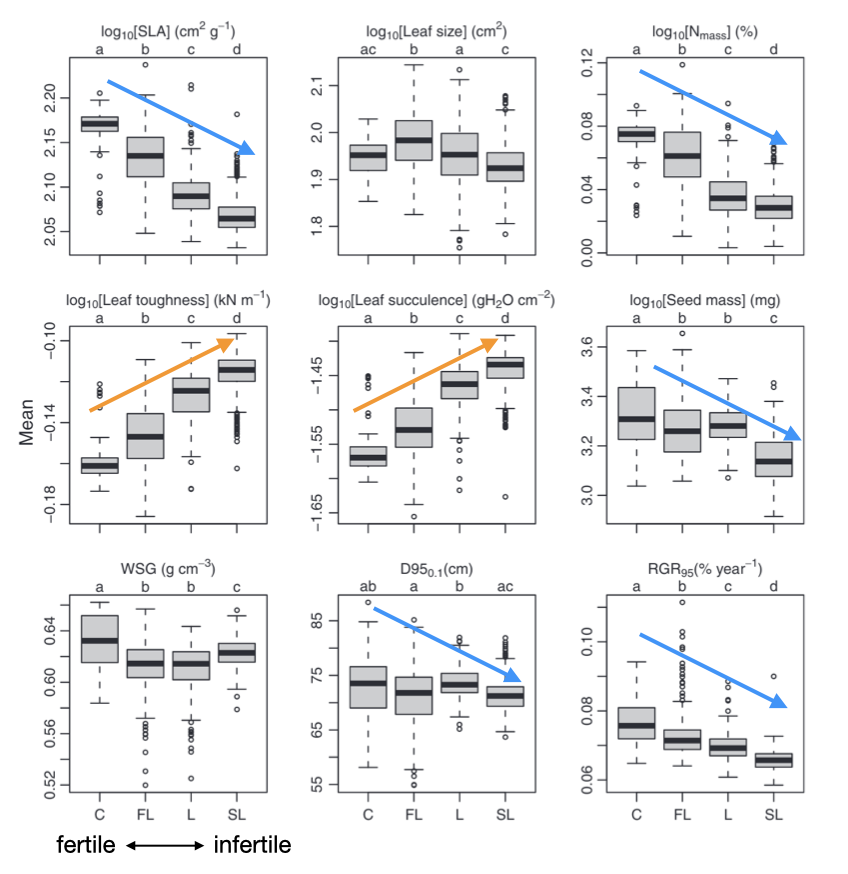 log₁₀[SLA] (cm² g⁻¹)
log₁₀[Leaf size] (cm²)
log₁₀[Nmass] (%)
a b c d
ac b a c
a b c d
2.20
2.15
2.10
2.05
2.1
2.0
1.9
1.8
0.12
0.08
0.04
0.00
log₁₀[Leaf toughness] (kN m⁻¹)
log₁₀[Leaf succulence] (gH₂O cm⁻²)
log₁₀[Seed mass] (mg)
a b c d
a b c d
a b b c
Mean
−0.10
−0.14
−0.18
−1.45
−1.55
−1.65
3.6
3.4
3.2
3.0
WSG (g cm⁻³)
D95₀.₁(cm)
RGR₉₅(% year⁻¹)
a b b c
ab a b ac
a b c d
0.64
0.60
0.56
0.52
85
75
65
55
0.10
0.08
0.06
C FL L SL
C FL L SL
C FL L SL
fertile ⟷ infertile